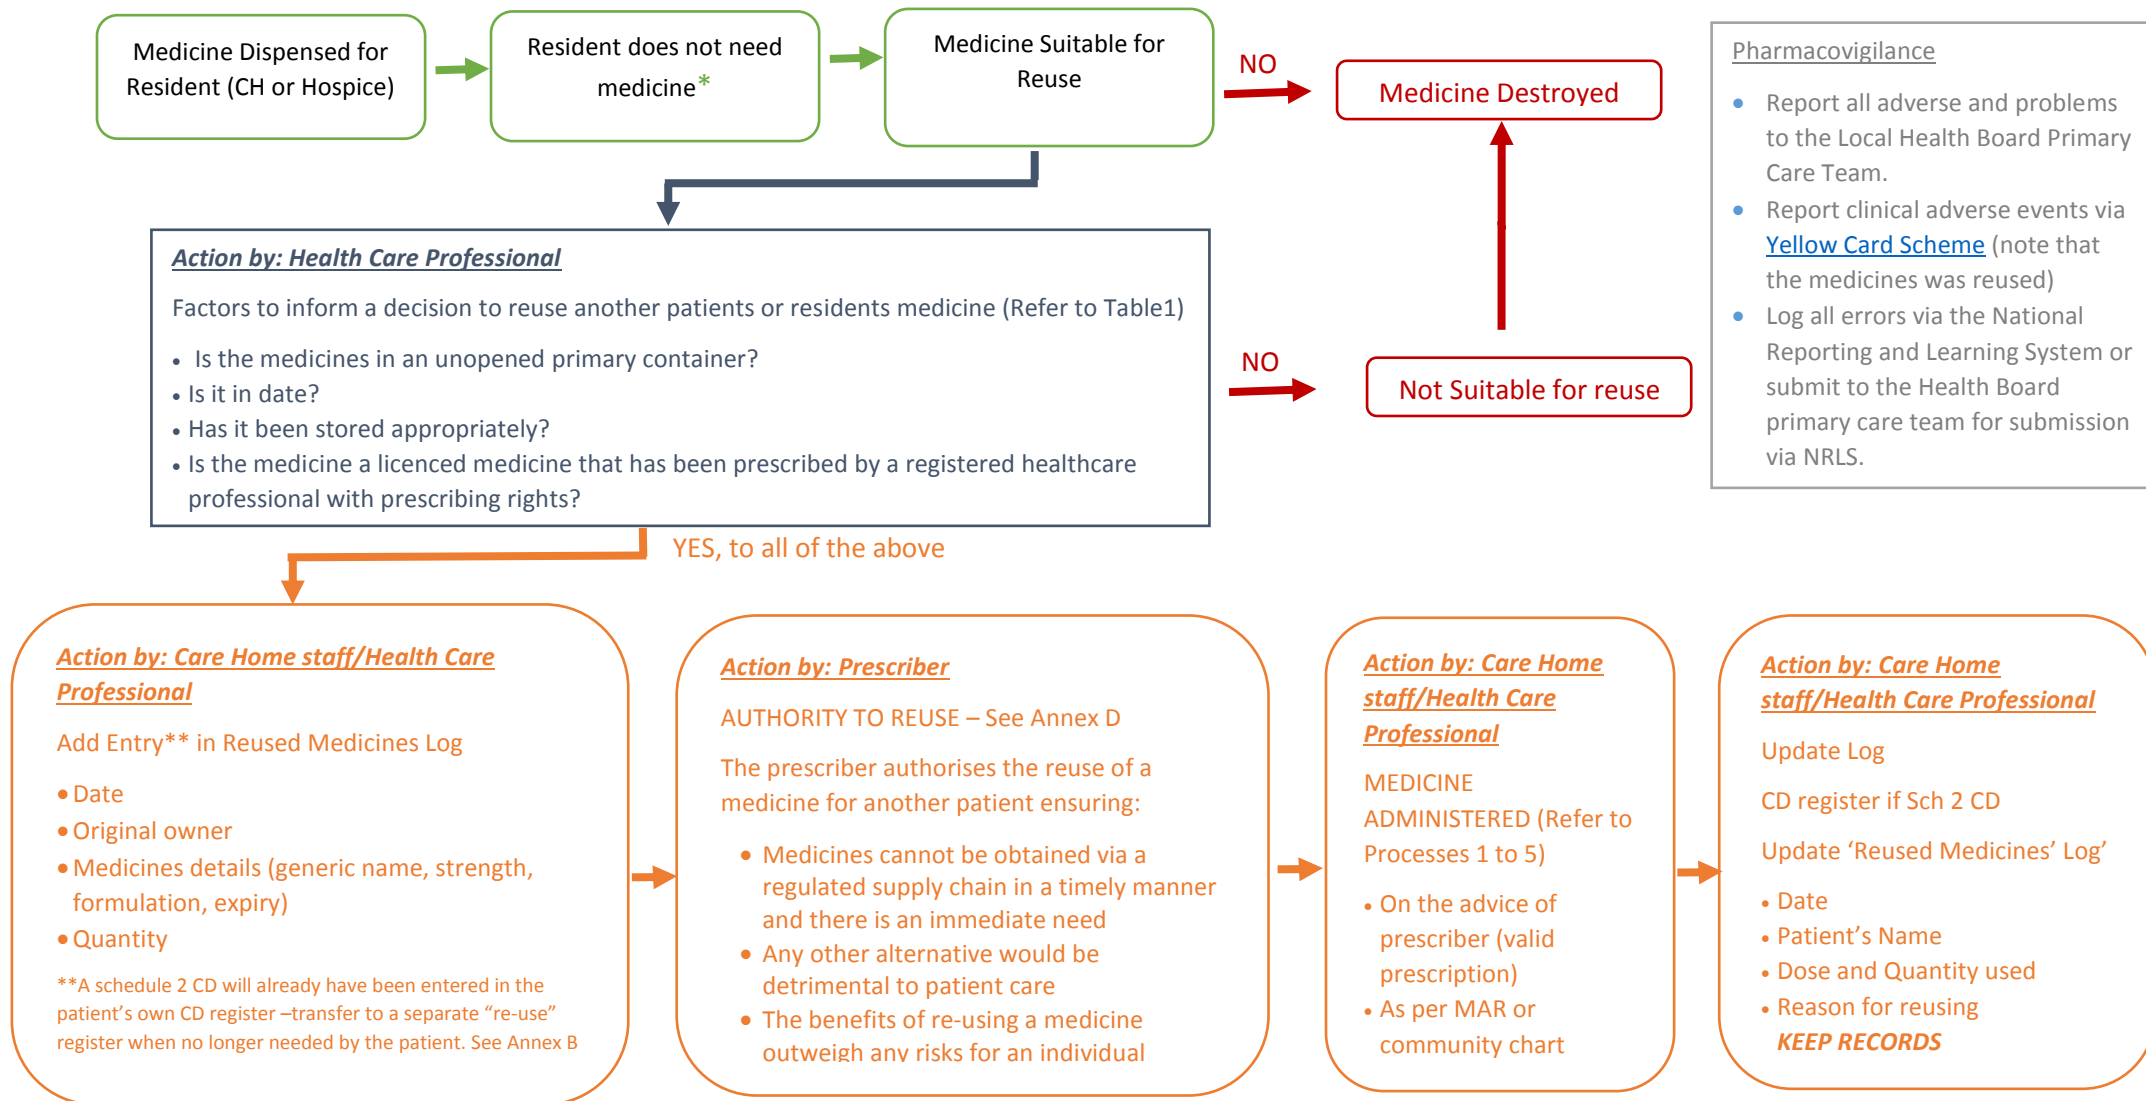 Medicine Dispensed for
Resident (CH or Hospice)
Resident does not need
medicine*
Medicine Suitable for
Reuse
NO
Medicine Destroyed
Pharmacovigilance
• Report all adverse and problems
to the Local Health Board Primary
Care Team.
• Report clinical adverse events via
Yellow Card Scheme (note that
the medicines was reused)
• Log all errors via the National
Reporting and Learning System or
submit to the Health Board
primary care team for submission
via NRLS.
Action by: Health Care Professional
Factors to inform a decision to reuse another patients or residents medicine (Refer to Table1)
• Is the medicines in an unopened primary container?
• Is it in date?
• Has it been stored appropriately?
• Is the medicine a licenced medicine that has been prescribed by a registered healthcare
professional with prescribing rights?
NO
Not Suitable for reuse
YES, to all of the above
Action by: Care Home staff/Health Care
Professional
Add Entry** in Reused Medicines Log
• Date
• Original owner
• Medicines details (generic name, strength,
formulation, expiry)
• Quantity
**A schedule 2 CD will already have been entered in the
patient's own CD register –transfer to a separate "re-use"
register when no longer needed by the patient. See Annex B
Action by: Prescriber
AUTHORITY TO REUSE – See Annex D
The prescriber authorises the reuse of a
medicine for another patient ensuring:
• Medicines cannot be obtained via a
regulated supply chain in a timely manner
and there is an immediate need
• Any other alternative would be
detrimental to patient care
• The benefits of re-using a medicine
outweigh any risks for an individual
Action by: Care Home
staff/Health Care
Professional
MEDICINE
ADMINISTERED (Refer to
Processes 1 to 5)
• On the advice of
prescriber (valid
prescription)
• As per MAR or
community chart
Action by: Care Home
staff/Health Care Professional
Update Log
CD register if Sch 2 CD
Update ‘Reused Medicines’ Log’
• Date
• Patient's Name
• Dose and Quantity used
• Reason for reusing
KEEP RECORDS